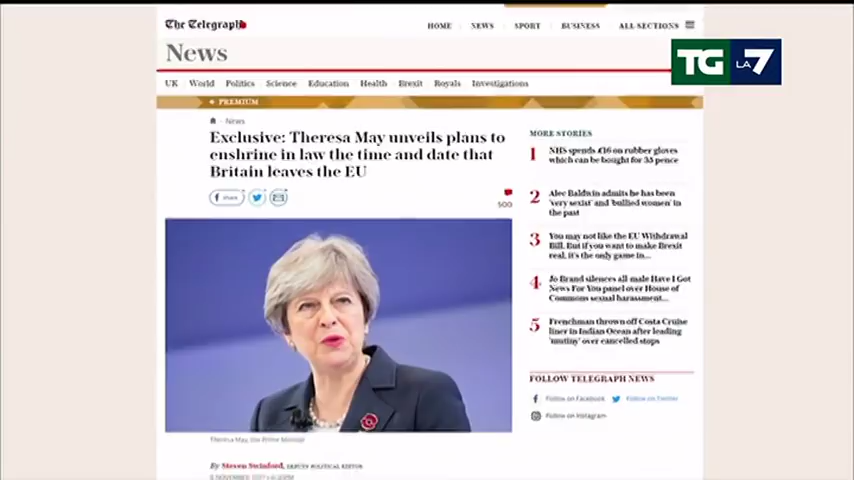 The Telegraph
HOME NEWS SPORT BUSINESS ALL SECTIONS
News
TG LA7
UK World Politics Science Education Health Brexit Royals Investigations
PREMIUM
News
Exclusive: Theresa May unveils plans to
enshrine in law the time and date that
Britain leaves the EU
share
500
Theresa May, the Prime Minister
By Steven Swinford, DEPUTY POLITICAL EDITOR
MORE STORIES
1 NHS spends £16 on rubber gloves
which can be bought for 35 pence
2 Alec Baldwin admits he has been
'very sexist' and 'bullied women' in
the past
3 You may not like the EU Withdrawal
Bill. But if you want to make Brexit
real, it's the only game in...
4 Jo Brand silences all male Have I Got
News For You panel over House of
Commons sexual harassment...
5 Frenchman thrown off Costa Cruise
liner in Indian Ocean after leading
'mutiny' over cancelled stops
FOLLOW TELEGRAPH NEWS
Follow on Facebook Follow on Twitter
Follow on Instagram